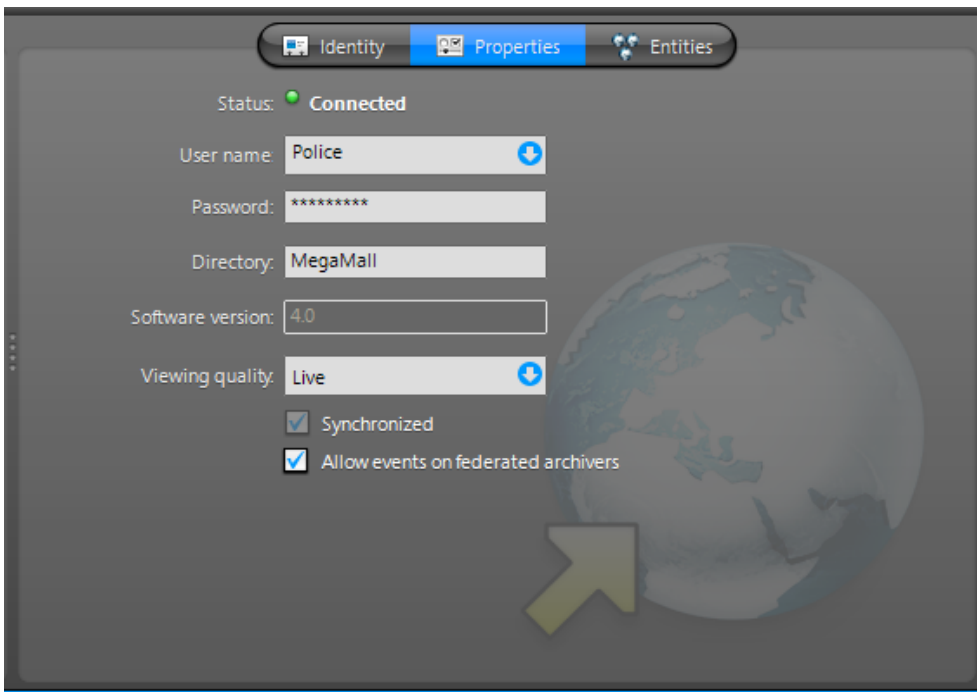 Identity Properties Entities
Status: Connected
User name: Police
Password: *********
Directory: MegaMall
Software version: 4.0
Viewing quality: Live
Synchronized
Allow events on federated archivers